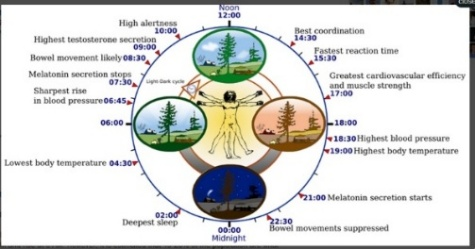 Noon
12:00
High alertness
10:00
Highest testosterone secretion
09:00
Bowel movement likely 08:30
Melatonin secretion stops
07:30
Sharpest rise
in blood pressure 06:45
06:00
Lowest body temperature 04:30
02:00
Deepest sleep
00:00
Midnight
Best coordination
14:30
Fastest reaction time
15:30
Greatest cardiovascular efficiency
and muscle strength
17:00
18:00
18:30 Highest blood pressure
19:00 Highest body temperature
21:00 Melatonin secretion starts
22:30
Bowel movements suppressed
Light-Dark cycle